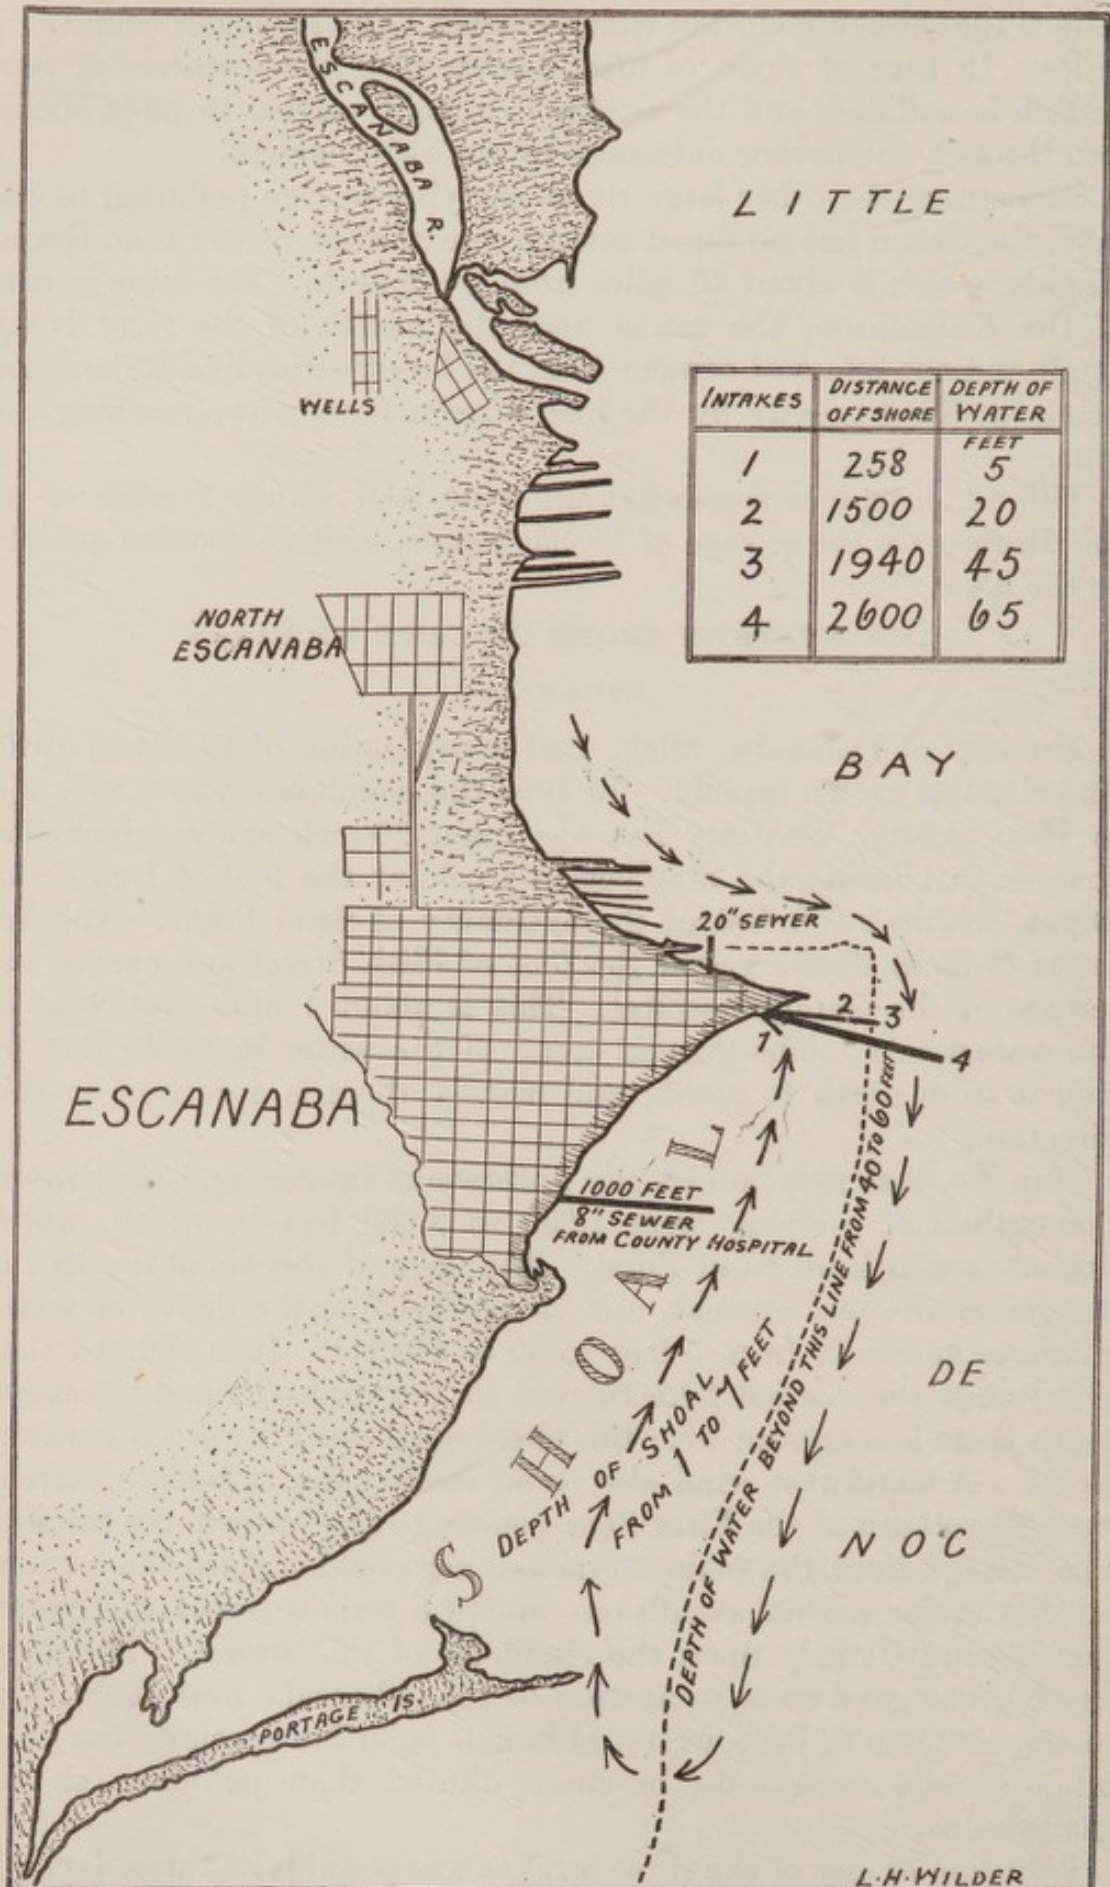 ESCANABA R.
LITTLE
WELLS
INTAKES DISTANCE OFFSHORE DEPTH OF WATER
FEET
1 258 5
2 1500 20
3 1940 45
4 2600 65
NORTH
ESCANABA
BAY
20" SEWER
2
3
1
4
ESCANABA
1000 FEET
8" SEWER
FROM COUNTY HOSPITAL
SHOAL
DEPTH OF SHOAL
FROM 1 TO 7 FEET
DEPTH OF WATER BEYOND THIS LINE FROM 40 TO 60 FEET
DE
NOC
PORTAGE IS
L.H.WILDER